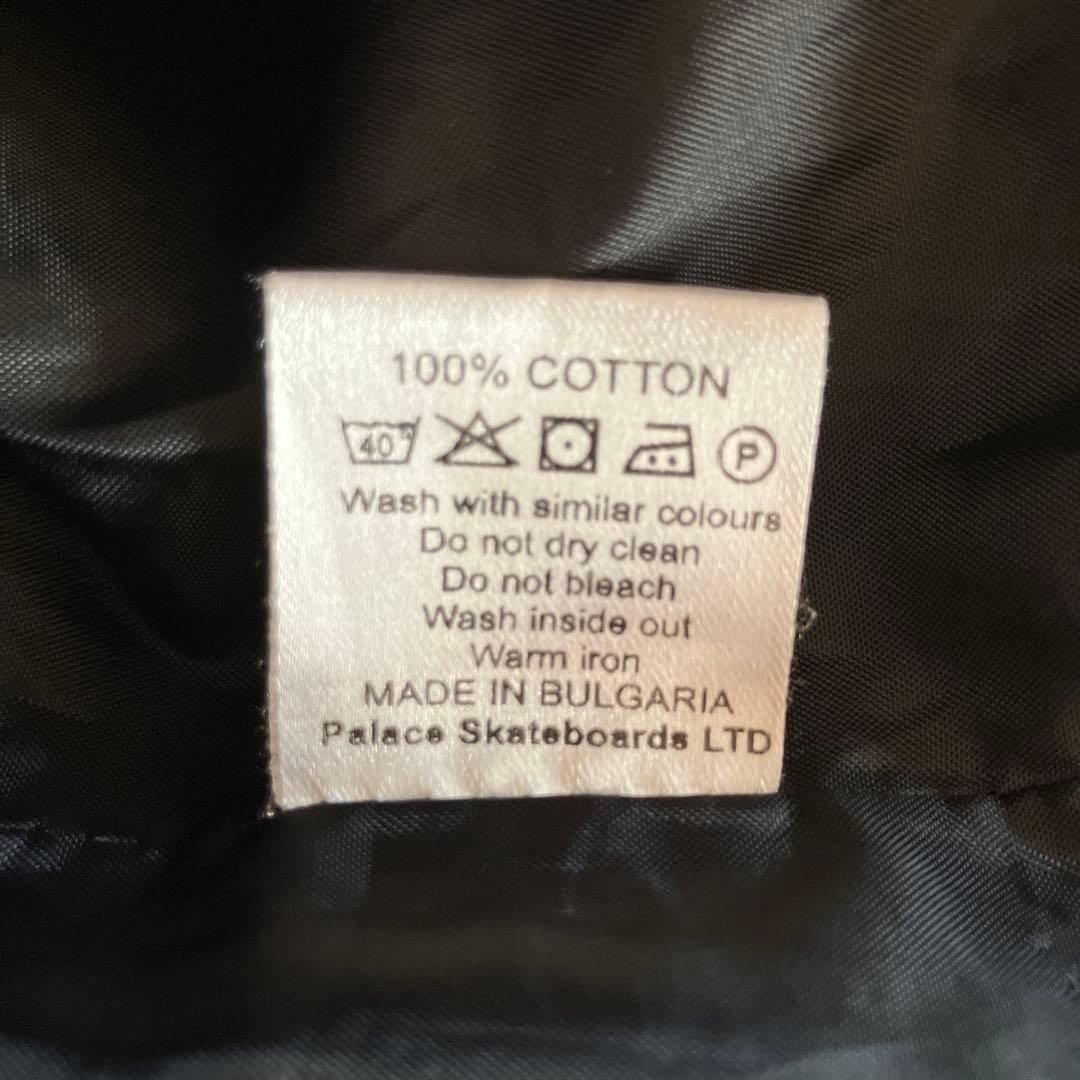 100% COTTON
40° P
Wash with similar colours
Do not dry clean
Do not bleach
Wash inside out
Warm iron
MADE IN BULGARIA
Palace Skateboards LTD